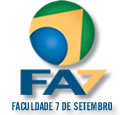 FA7
FACULDADE 7 DE SETEMBRO